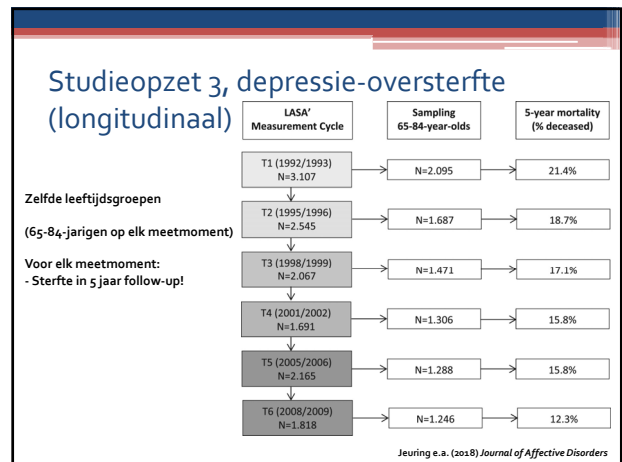 Studieopzet 3, depressie-oversterfte
(longitudinaal)
LASA'
Measurement Cycle
Sampling
65-84-year-olds
5-year mortality
(% deceased)
Zelfde leeftijdsgroepen
(65-84-jarigen op elk meetmoment)
Voor elk meetmoment:
- Sterfte in 5 jaar follow-up!
T1 (1992/1993)
N=3.107
N=2.095
21.4%
T2 (1995/1996)
N=2.545
N=1.687
18.7%
T3 (1998/1999)
N=2.067
N=1.471
17.1%
T4 (2001/2002)
N=1.691
N=1.306
15.8%
T5 (2005/2006)
N=2.165
N=1.288
15.8%
T6 (2008/2009)
N=1.818
N=1.246
12.3%
Jeuring e.a. (2018) Journal of Affective Disorders